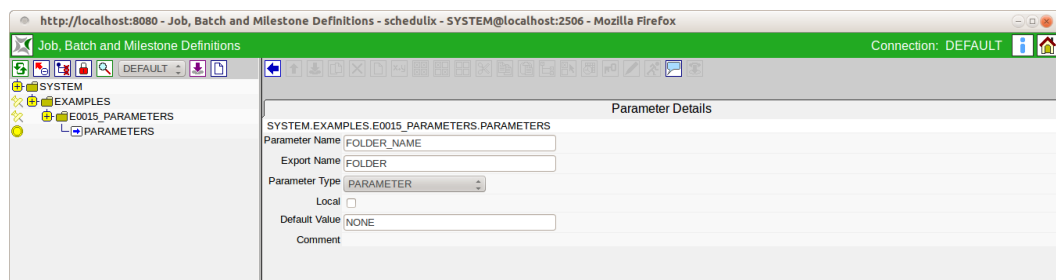 http://localhost:8080 - Job, Batch and Milestone Definitions - schedulix - SYSTEM@localhost:2506 - Mozilla Firefox
Job, Batch and Milestone Definitions
Connection: DEFAULT
DEFAULT
SYSTEM
EXAMPLES
E0015_PARAMETERS
PARAMETERS
Parameter Details
SYSTEM.EXAMPLES.E0015_PARAMETERS.PARAMETERS
Parameter Name FOLDER_NAME
Export Name FOLDER
Parameter Type PARAMETER
Local
Default Value NONE
Comment